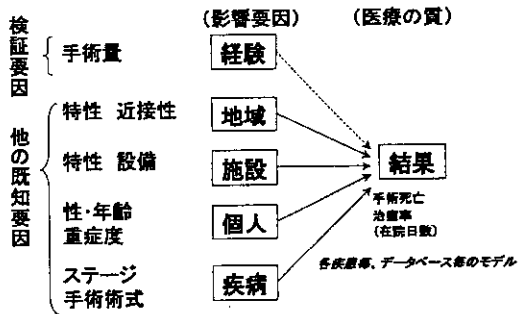 (影響要因)
(医療の質)
検証要因
手術量
経験
他の既知要因
特性 近接性
地域
特性 設備
施設
結果
手術死亡
治癒率
(在院日数)
性・年齢
重症度
個人
各疾患毎、データベース毎のモデル
ステージ
手術術式
疾病